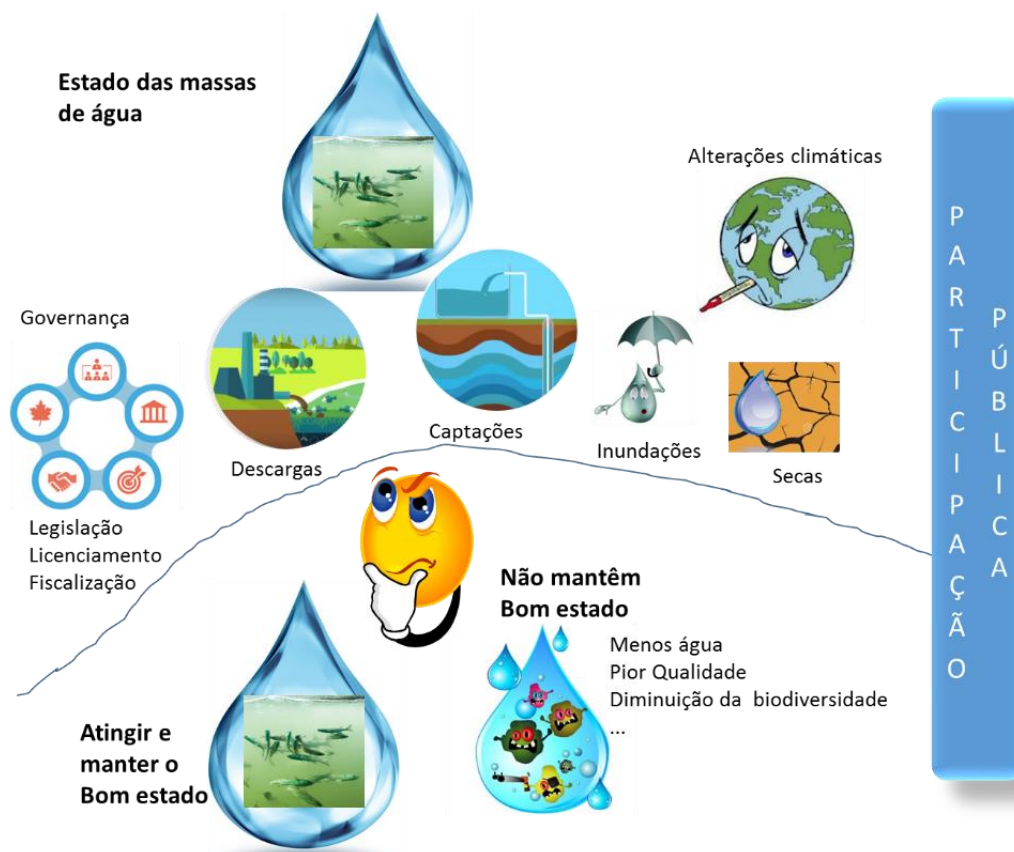 Estado das massas
de água
Alterações climáticas
Governança
Descargas
Captações
Inundações
Secas
Legislação
Licenciamento
Fiscalização
Não mantêm
Bom estado
Menos água
Pior Qualidade
Diminuição da biodiversidade
...
Atingir e
manter o
Bom estado
PARTICIPAÇÃO
PÚBLICA